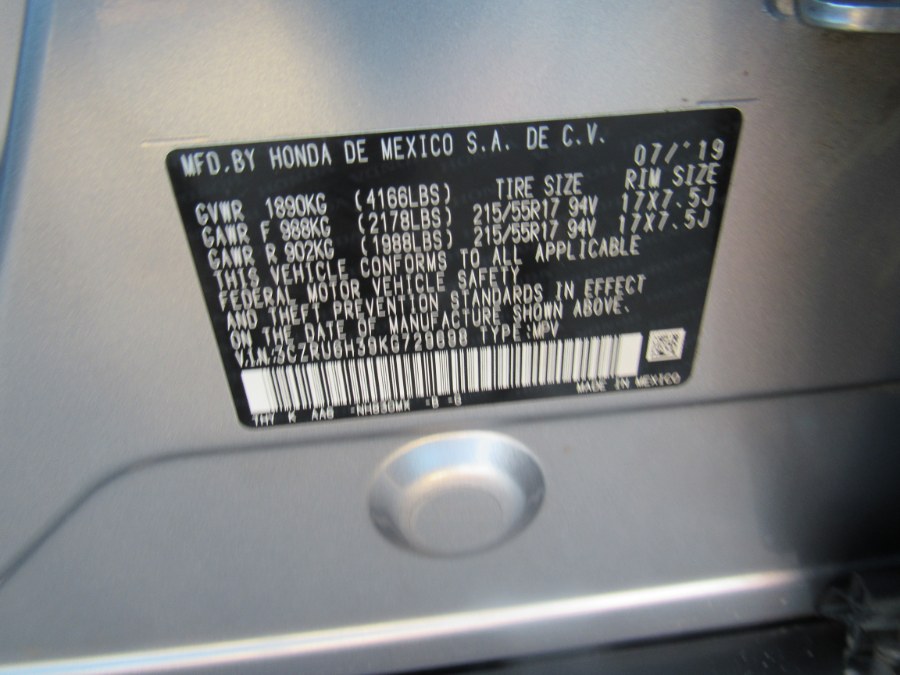 MFD.BY HONDA DE MEXICO S.A. DE C.V. 07/'19
TIRE SIZE RIM SIZE
GVWR 1890KG (4166LBS)
GAWR F 988KG (2178LBS) 215/55R17 94V 17X7.5J
GAWR R 902KG (1988LBS) 215/55R17 94V 17X7.5J
THIS VEHICLE CONFORMS TO ALL APPLICABLE
FEDERAL MOTOR VEHICLE SAFETY
AND THEFT PREVENTION STANDARDS IN EFFECT
ON THE DATE OF MANUFACTURE SHOWN ABOVE.
V.I.N.: TYPE:MPV
MADE IN MEXICO